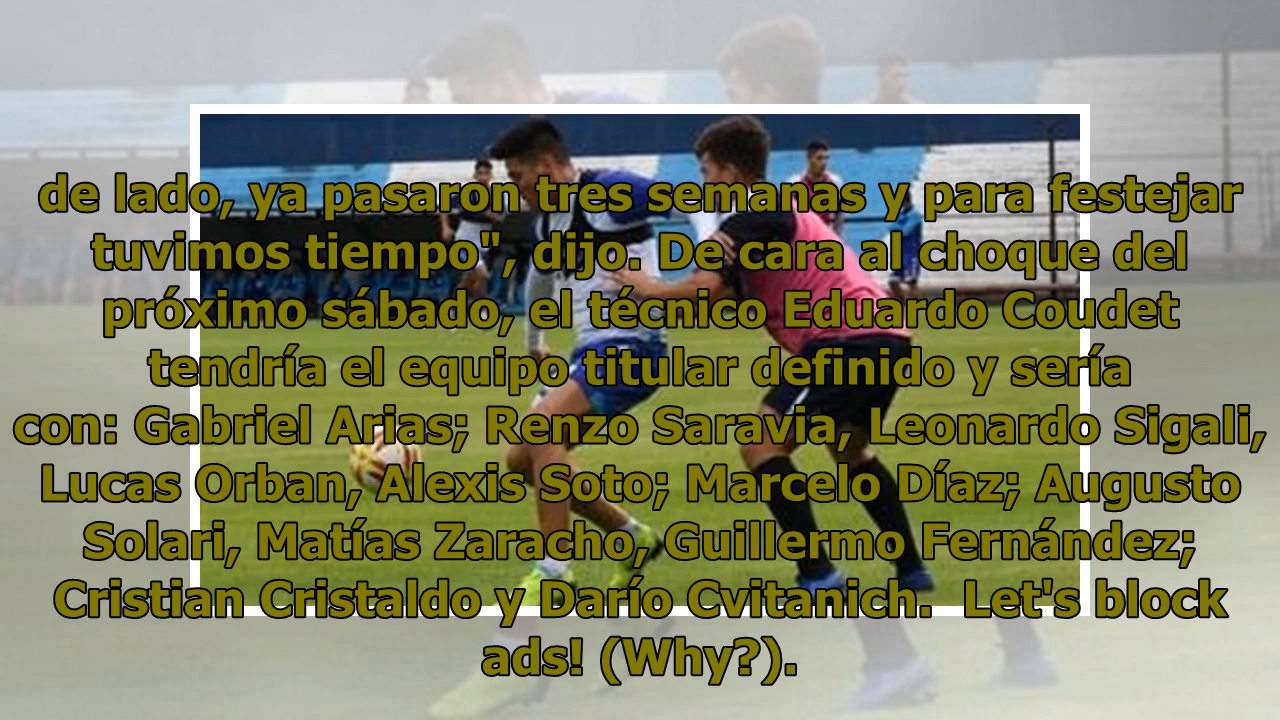 de lado, ya pasaron tres semanas y para festejar
tuvimos tiempo", dijo. De cara al choque del
próximo sábado, el técnico Eduardo Coudet
tendría el equipo titular definido y sería
con: Gabriel Arias; Renzo Saravia, Leonardo Sigali,
Lucas Orban, Alexis Soto; Marcelo Díaz; Augusto
Solari, Matías Zaracho, Guillermo Fernández;
Cristian Cristaldo y Darío Cvitanich.  Let's block
ads! (Why?).